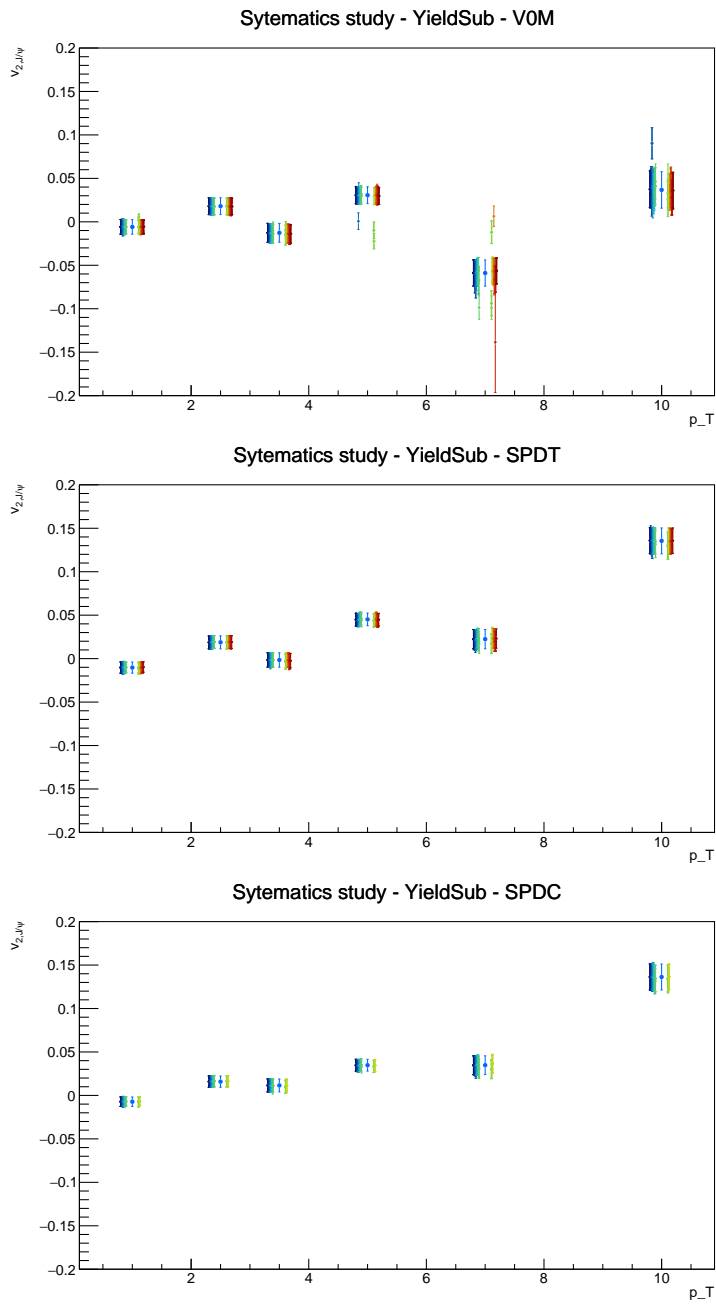 Sytematics study - YieldSub - V0M
v2,J/ψ
0.2
0.15
0.1
0.05
0
−0.05
−0.1
−0.15
−0.2
2 4 6 8 10
p_T
Sytematics study - YieldSub - SPDT
v2,J/ψ
0.2
0.15
0.1
0.05
0
−0.05
−0.1
−0.15
−0.2
2 4 6 8 10
p_T
Sytematics study - YieldSub - SPDC
v2,J/ψ
0.2
0.15
0.1
0.05
0
−0.05
−0.1
−0.15
−0.2
2 4 6 8 10
p_T